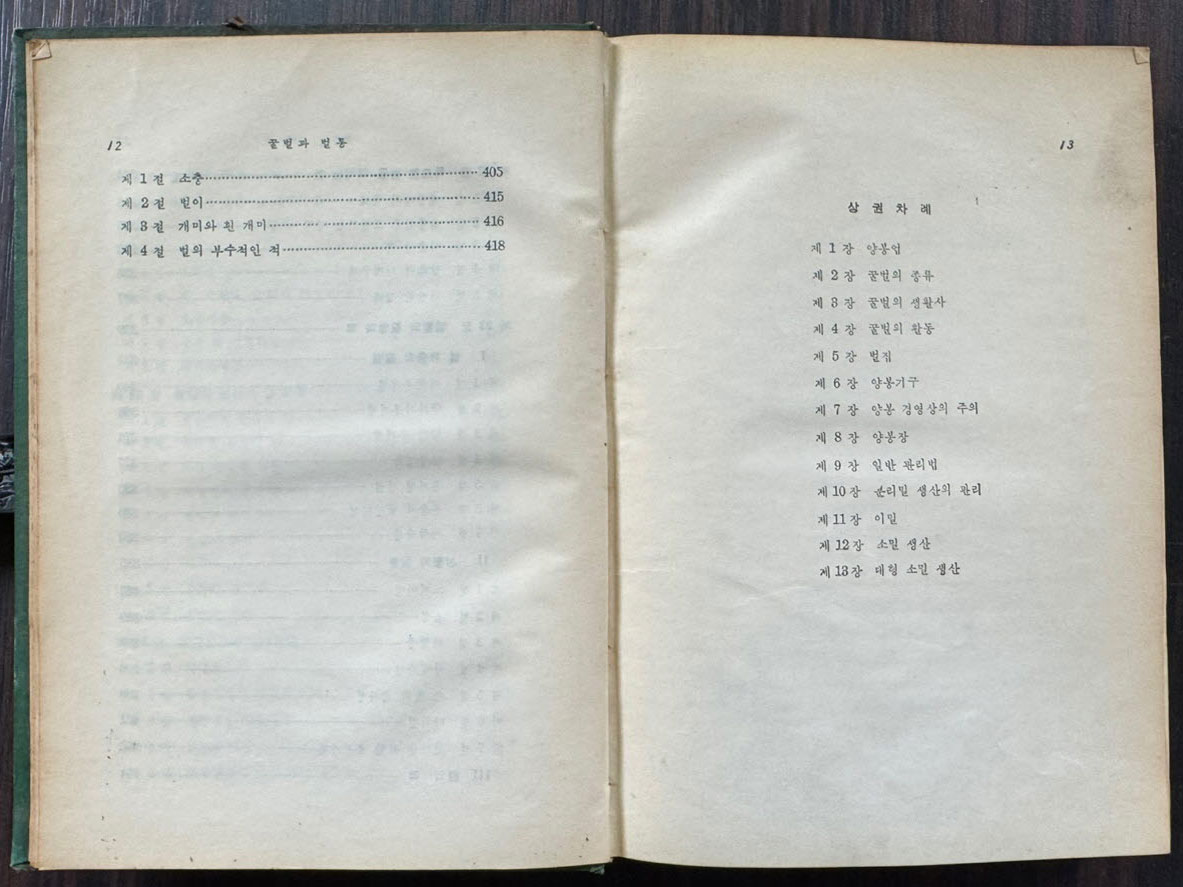 12
꿀벌과 벌통
제 1 절 소충 405
제 2 절 벌이 415
제 3 절 개미와 흰 개미 416
제 4 절 벌의 부수적인 적 418
13
상 권 차 례
제 1 장 양봉업
제 2 장 꿀벌의 종류
제 3 장 꿀벌의 생활사
제 4 장 꿀벌의 활동
제 5 장 벌집
제 6 장 양봉기구
제 7 장 양봉 경영상의 주의
제 8 장 양봉장
제 9 장 일반 관리법
제 10 장 분리밀 생산의 관리
제 11 장 이밀
제 12 장 소밀 생산
제 13 장 대형 소밀 생산